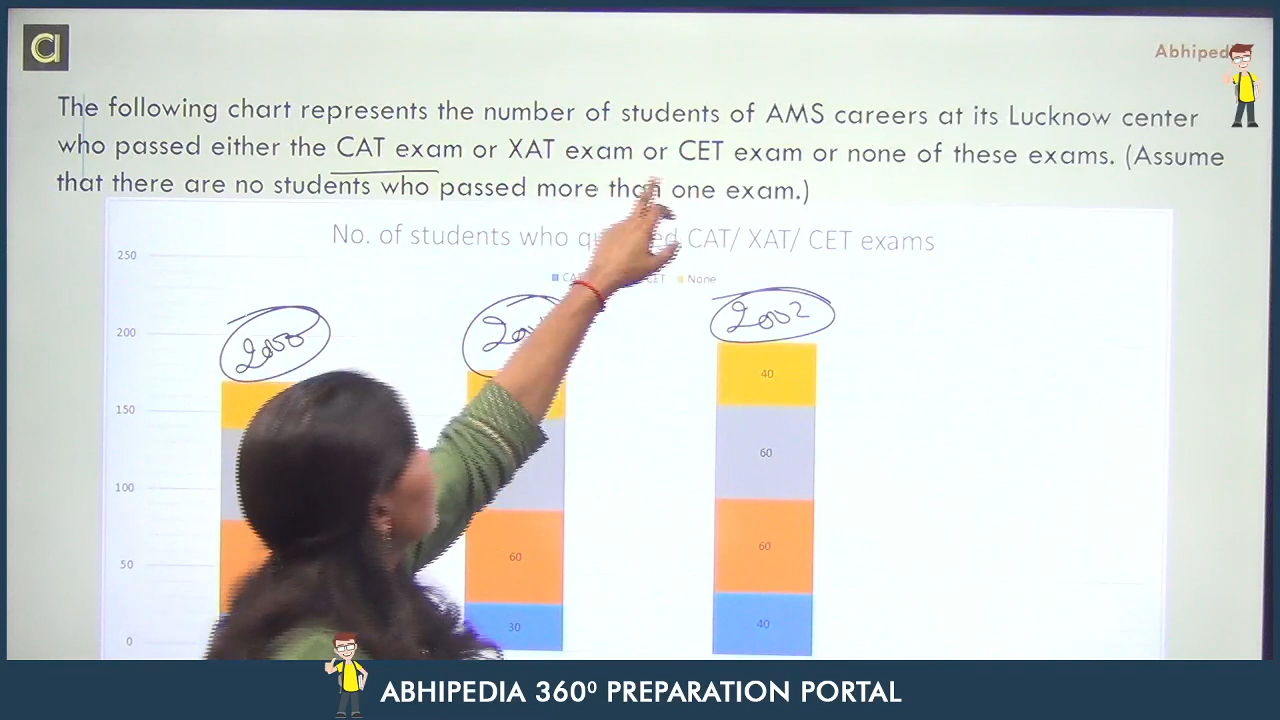 a
Abhiped
The following chart represents the number of students of AMS careers at its Lucknow center
who passed either the CAT exam or XAT exam or CET exam or none of these exams. (Assume
that there are no students who passed more than one exam.)
No. of students who CAT/ XAT/ CET exams
CET None
250
200
150
100
50
0
2000
2002
40
60
60
40
60
30
ABHIPEDIA 360⁰ PREPARATION PORTAL